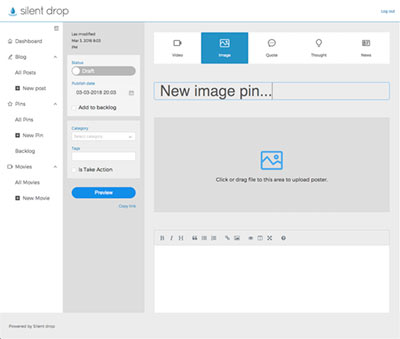 silent drop
Log out
Dashboard
Blog
All Posts
New post
Pins
All Pins
New Pin
Backlog
Movies
All Movies
New Movie
Last modified
Mar 3, 2018 8:03
PM
Status
Draft
Publish date
03-03-2018 20:03
Add to backlog
Category
Select category
Tags
Is Take Action
Preview
Copy link
Video
Image
Quote
Thought
News
New image pin...
Click or drag file to this area to upload poster.
B I H
Powered by Silent drop